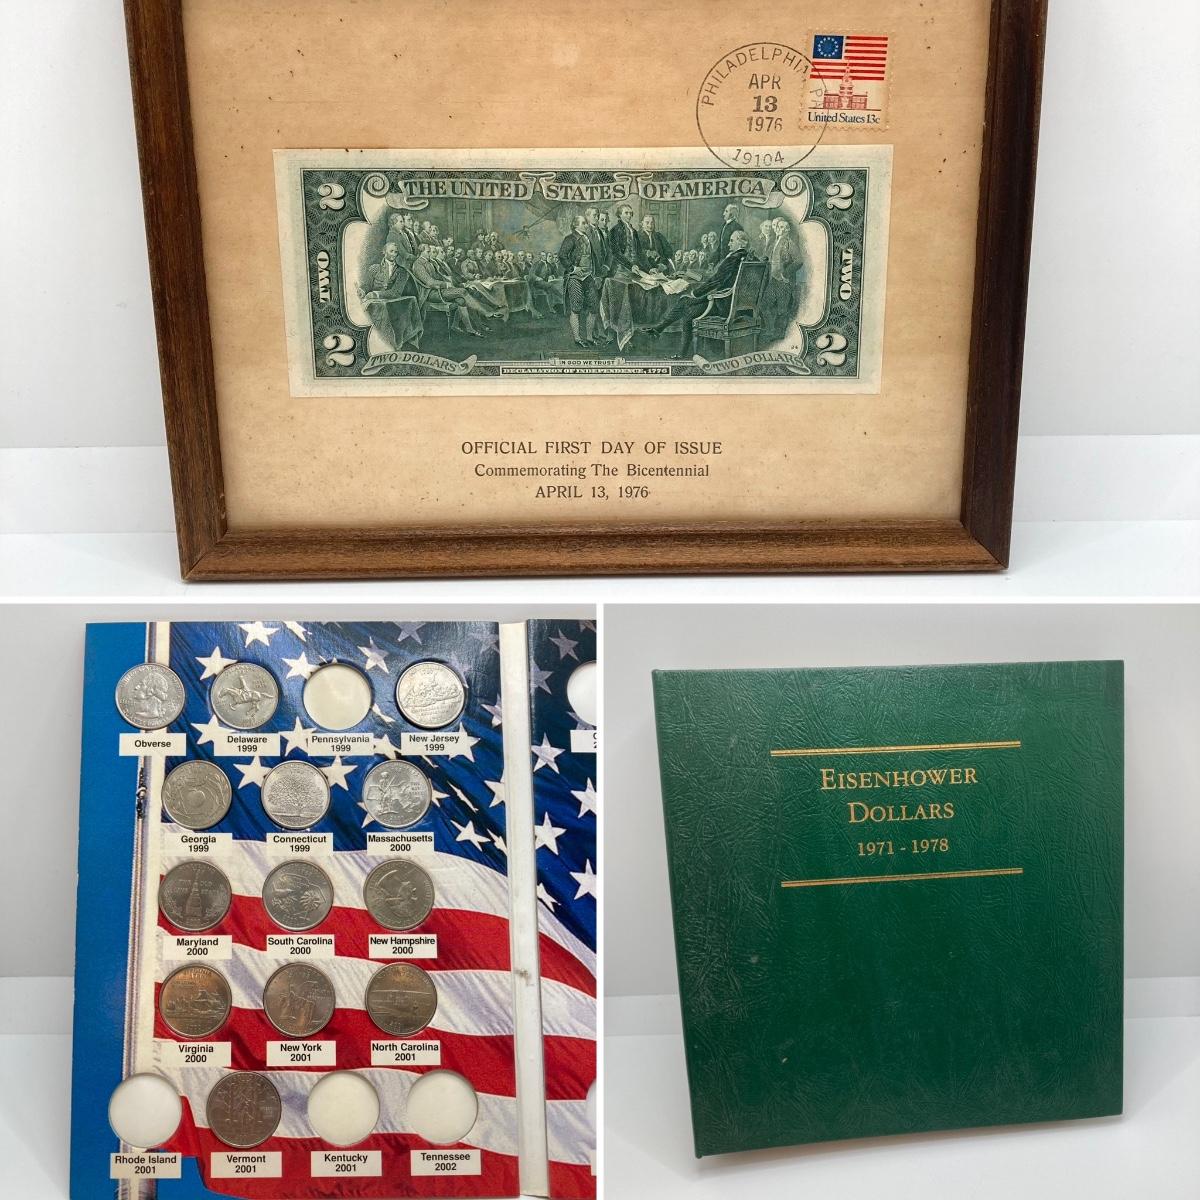 PHILADELPHIA, PA
APR
13
1976
19104
United States 13c
2 THE UNITED STATES OF AMERICA 2
TWO
TWO
2 TWO DOLLARS IN GOD WE TRUST TWO DOLLARS 2
DECLARATION OF INDEPENDENCE, 1776
OFFICIAL FIRST DAY OF ISSUE
Commemorating The Bicentennial
APRIL 13, 1976
Obverse
Delaware
1999
Pennsylvania
1999
New Jersey
1999
Georgia
1999
Connecticut
1999
Massachusetts
2000
Maryland
2000
South Carolina
2000
New Hampshire
2000
Virginia
2000
New York
2001
North Carolina
2001
Rhode Island
2001
Vermont
2001
Kentucky
2001
Tennessee
2002
EISENHOWER
DOLLARS
1971 - 1978